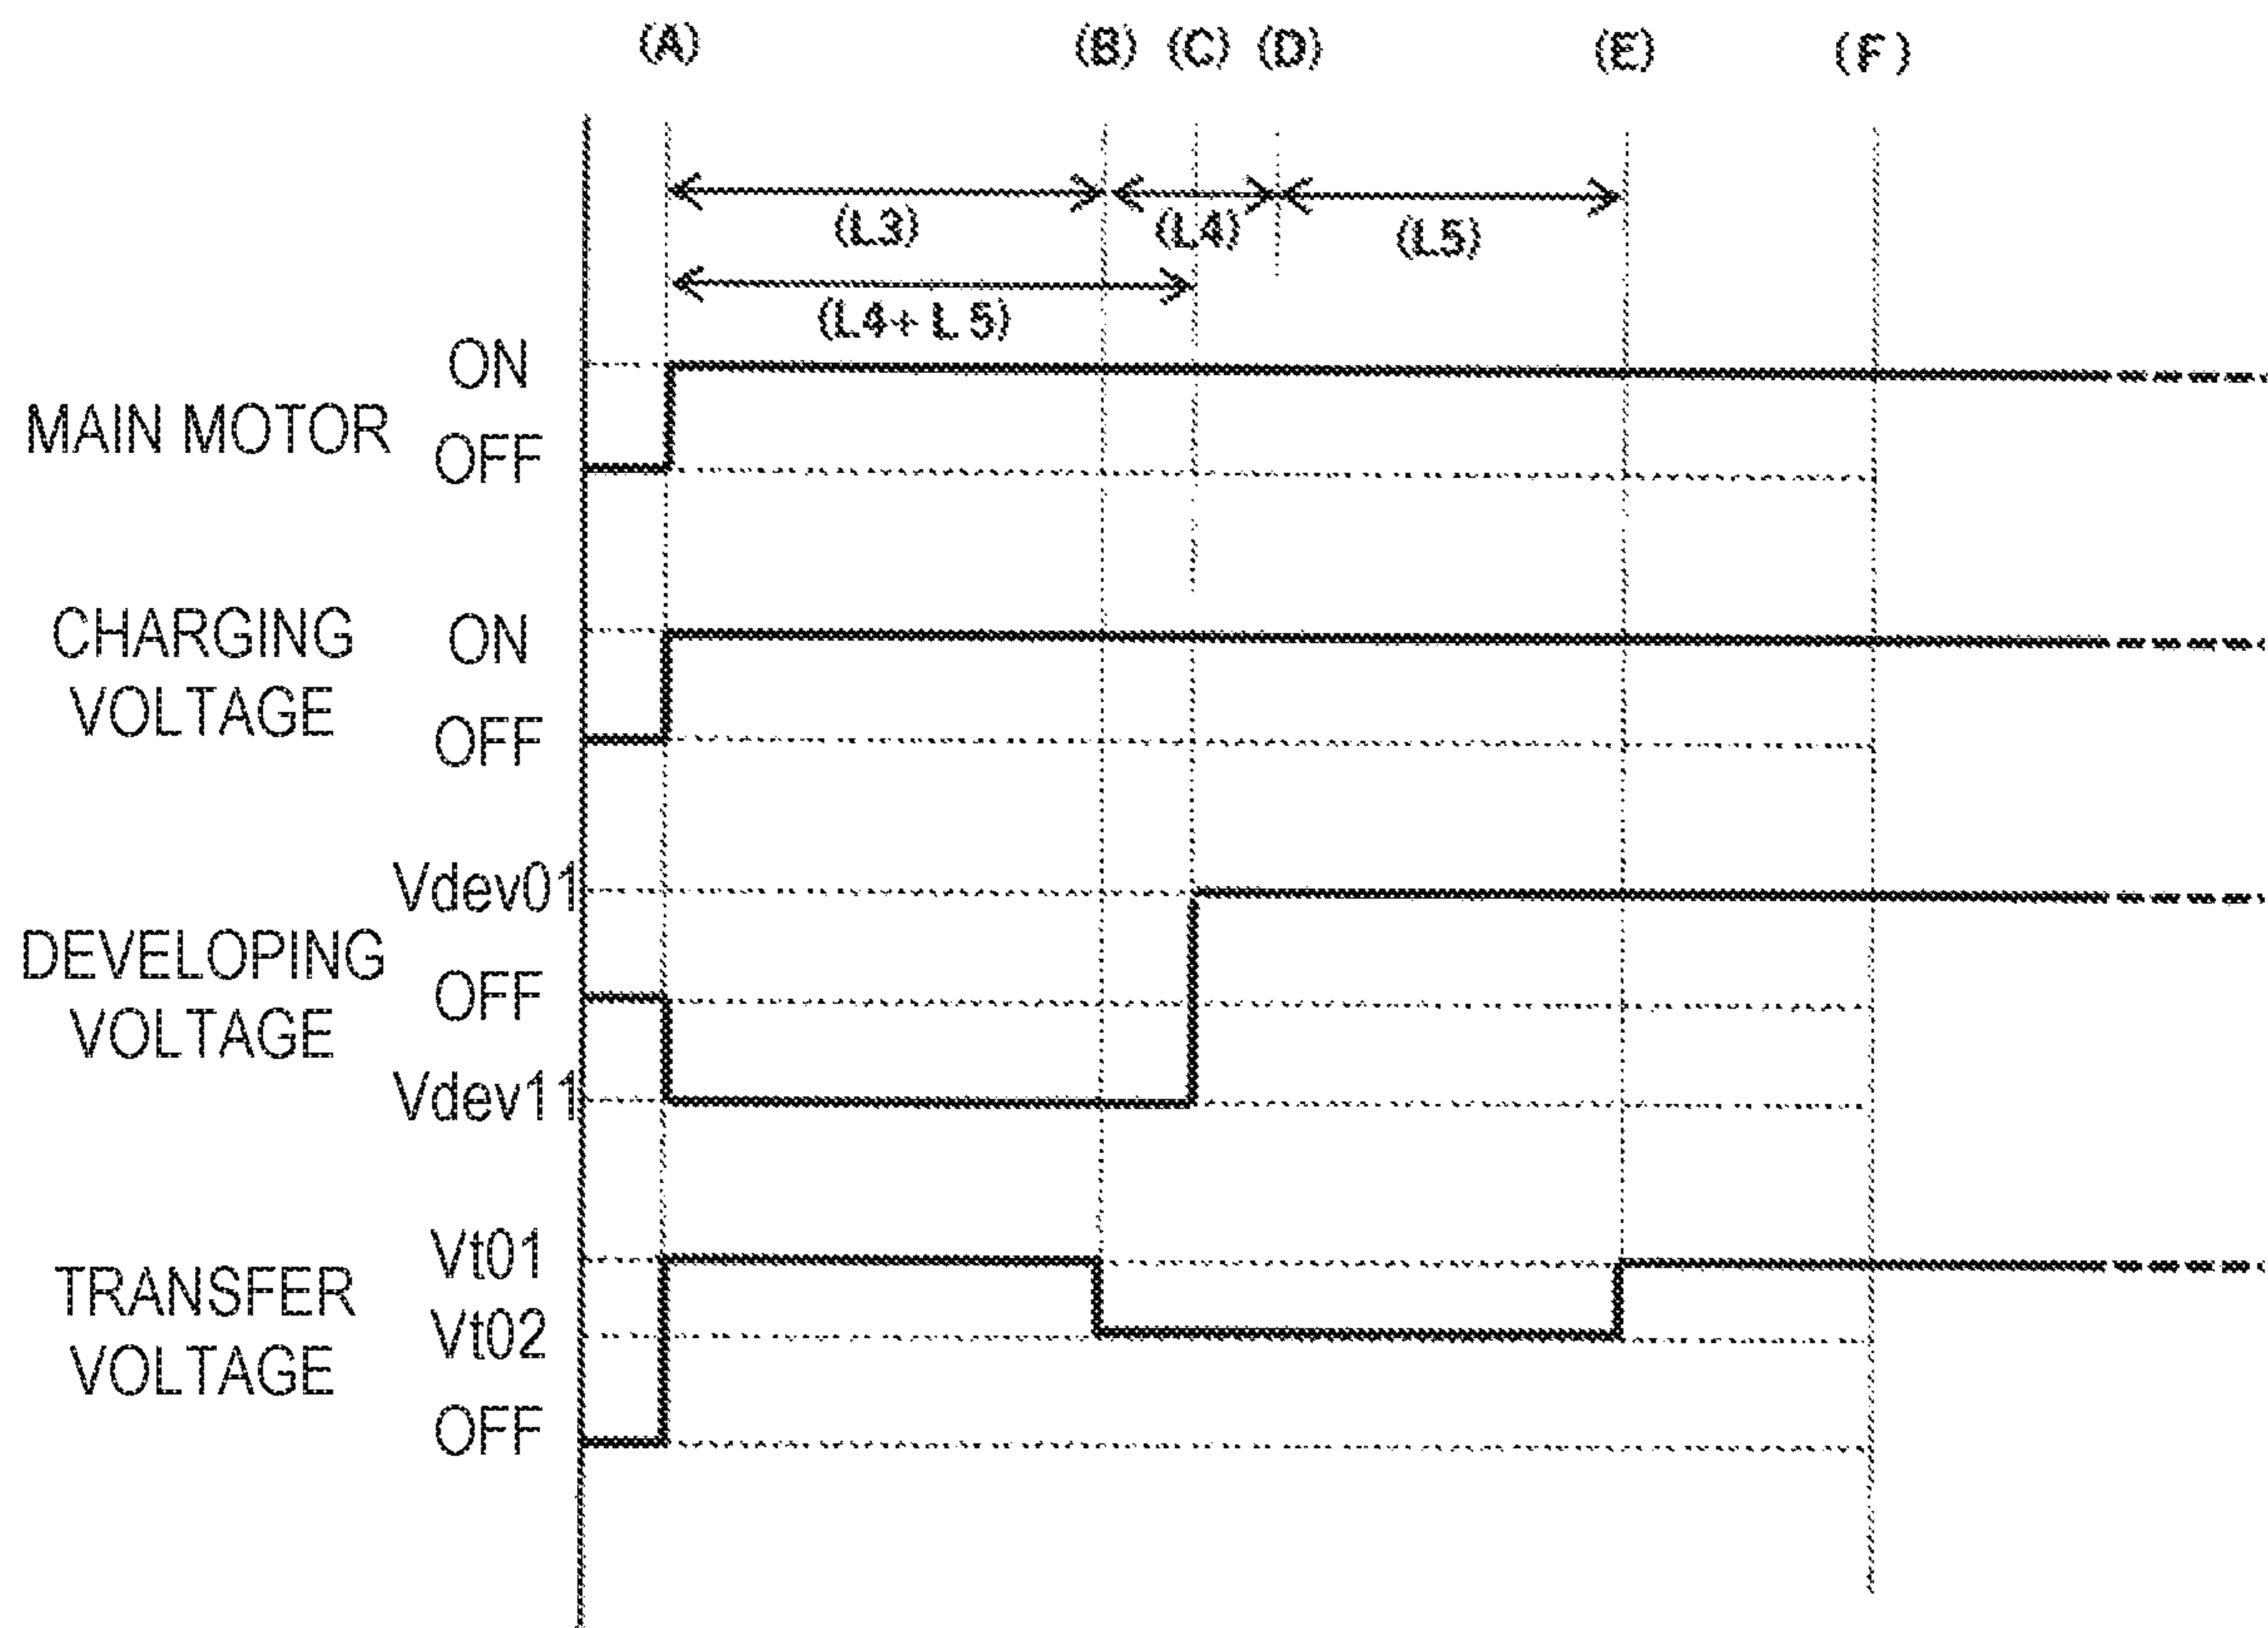 (A) (B) (C) (D) (E) (F)
(L3) (L4) (L5)
(L4+ L 5)
ON
MAIN MOTOR
OFF
CHARGING
VOLTAGE
ON
OFF
Vdev01
DEVELOPING
VOLTAGE
OFF
Vdev11
Vt01
TRANSFER
VOLTAGE
Vt02
OFF